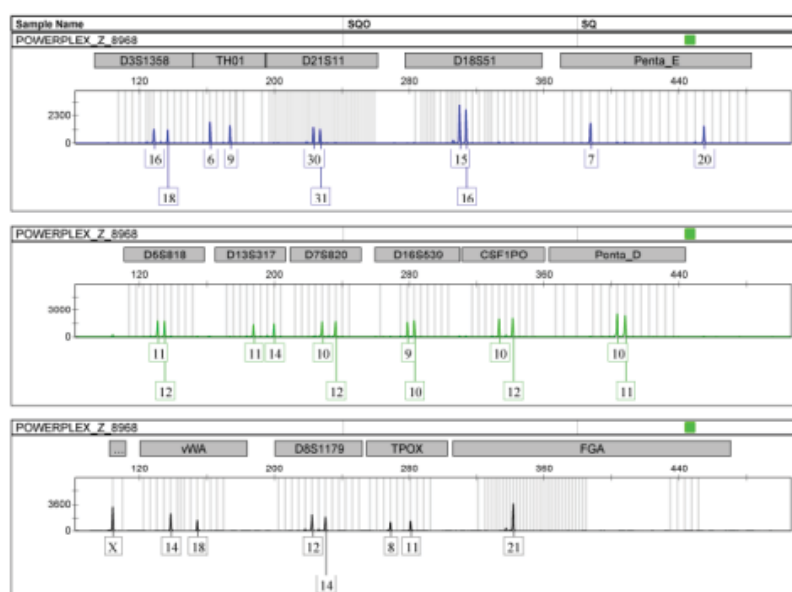 Sample Name SQO SQ
POWERPLEX_Z_8968
D3S1358 TH01 D21S11 D18S51 Penta_E
120 200 280 360 440
2300
0
16 6 9 30 15 7 20
18 31 16
POWERPLEX_Z_8968
D5S818 D13S317 D7S820 D16S539 CSF1PO Penta_D
120 200 280 360 440
3000
0
11 11 14 10 9 10 10
12 12 10 12 11
POWERPLEX_Z_8968
... vWA D8S1179 TPOX FGA
120 200 280 360 440
3600
0
X 14 18 12 8 11 21
14